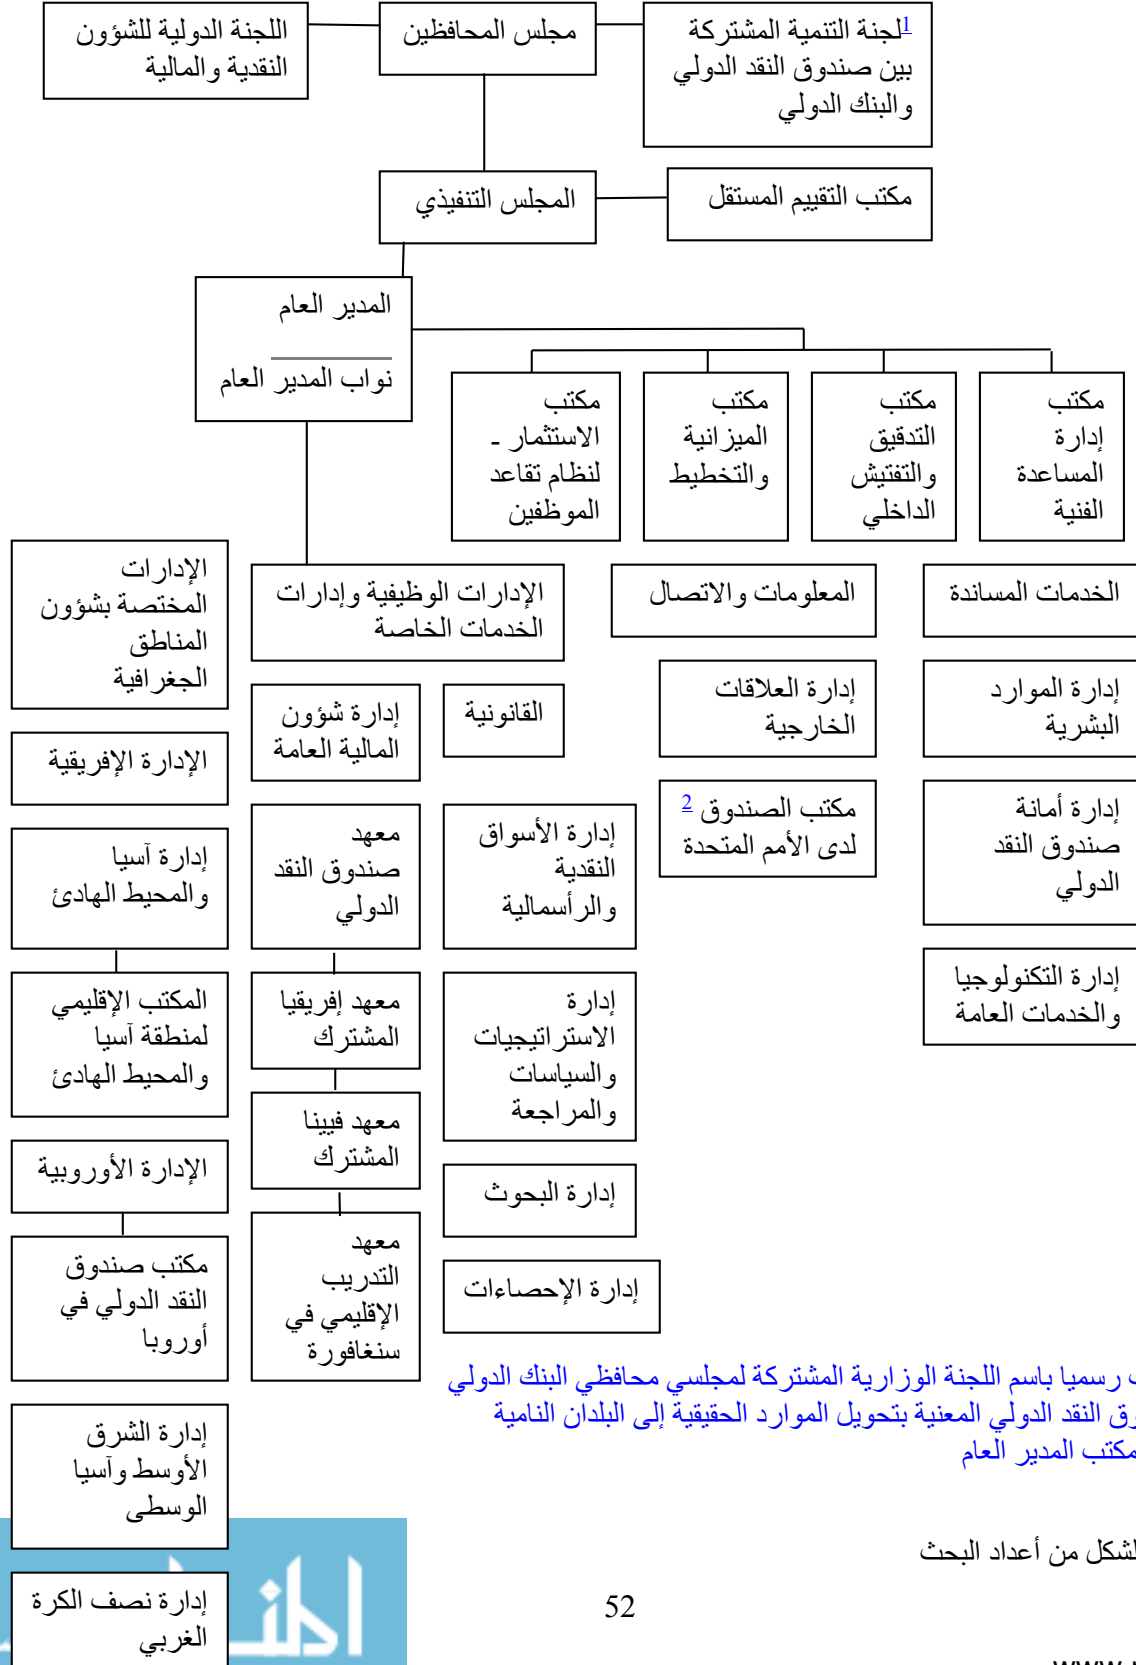 اللجنة الدولية للشؤون
النقدية والمالية
مجلس المحافظين
1لجنة التنمية المشتركة
بين صندوق النقد الدولي
والبنك الدولي
المجلس التنفيذي
مكتب التقييم المستقل
المدير العام
نواب المدير العام
مكتب
إدارة
المساعدة
الفنية
مكتب
التدقيق
والتفتيش
الداخلي
مكتب
الميزانية
والتخطيط
مكتب
الاستثمار -
لنظام تقاعد
الموظفين
الخدمات المساندة
إدارة الموارد
البشرية
إدارة أمانة
صندوق النقد
الدولي
إدارة التكنولوجيا
والخدمات العامة
المعلومات والاتصال
إدارة العلاقات
الخارجية
مكتب الصندوق 2
لدى الأمم المتحدة
الإدارات الوظيفية وإدارات
الخدمات الخاصة
القانونية
إدارة الأسواق
النقدية
والرأسمالية
إدارة
الاستراتيجيات
والسياسات
والمراجعة
إدارة البحوث
إدارة الإحصاءات
إدارة شؤون
المالية العامة
معهد
صندوق النقد
الدولي
معهد إفريقيا
المشترك
معهد فيينا
المشترك
معهد
التدريب
الإقليمي في
سنغافورة
الإدارات
المختصة بشؤون
المناطق
الجغرافية
الإدارة الإفريقية
إدارة آسيا
والمحيط الهادئ
المكتب الإقليمي
لمنطقة آسيا
والمحيط الهادئ
الإدارة الأوروبية
مكتب صندوق
النقد الدولي في
أوروبا
إدارة الشرق
الأوسط وآسيا
الوسطى
إدارة نصف الكرة
الغربي
رسميا باسم اللجنة الوزارية المشتركة لمجلسي محافظي البنك الدولي
النقد الدولي المعنية بتحويل الموارد الحقيقية إلى البلدان النامية
مكتب المدير العام
لشكل من أعداد البحث
52